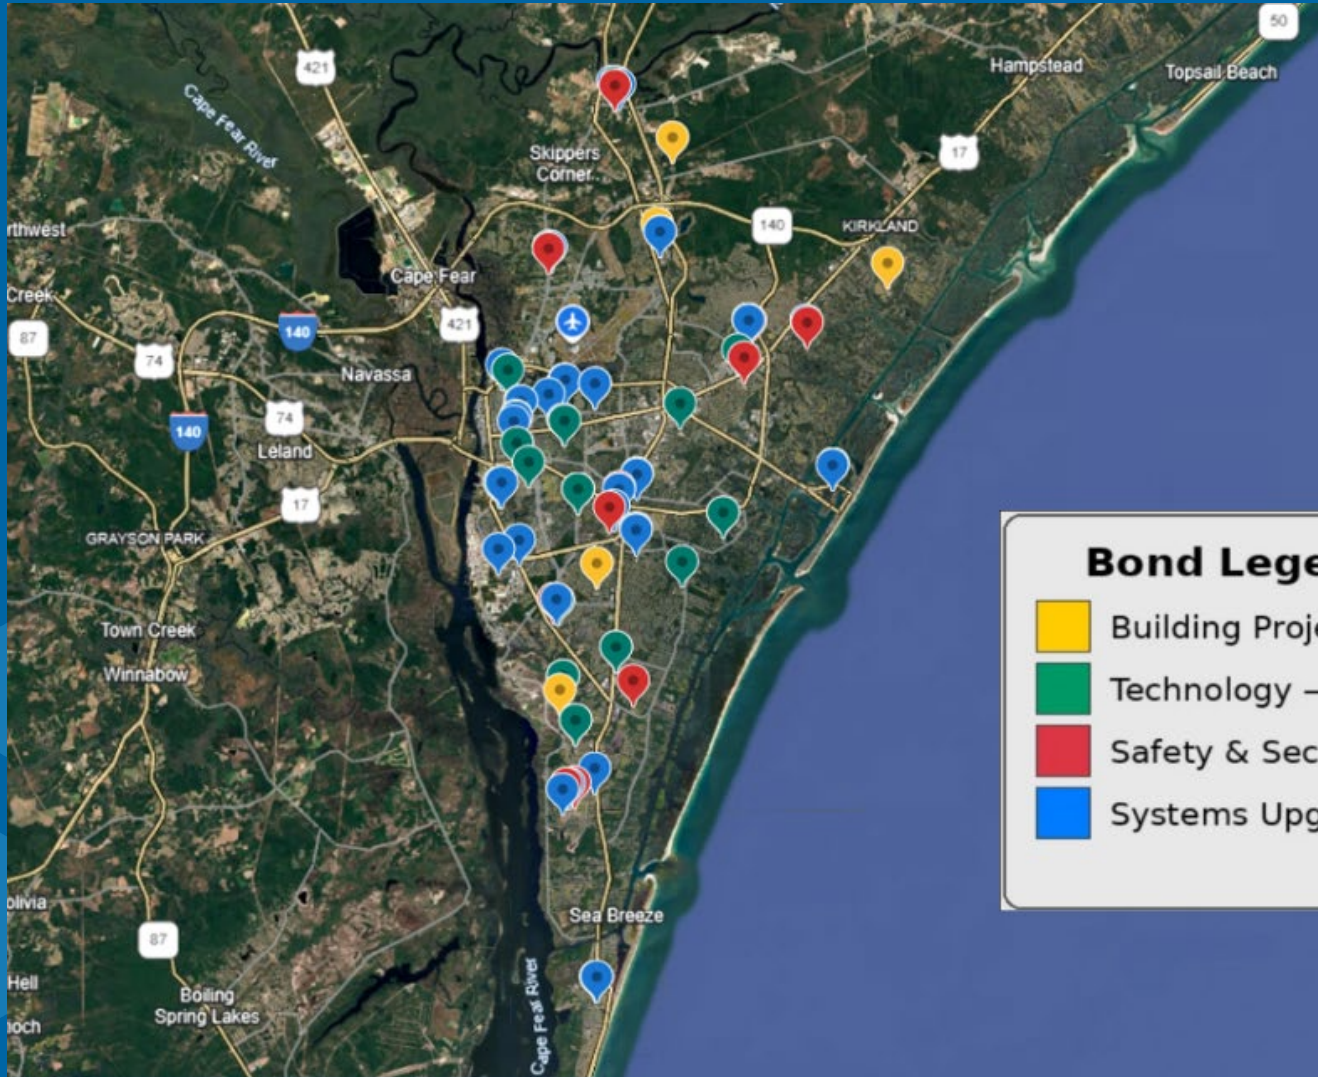 50
421
Hampstead
Topsail Beach
Cape Fear River
Skippers
Corner
17
rthwest
140
KIRKLAND
Cape Fear
Creek
421
87
140
74
Navassa
74
140
Leland
17
GRAYSON PARK
Bond Lege
Building Proje
Technology –
Safety & Sec
Systems Upg
Town Creek
Winnabow
olivia
Sea Breeze
87
Hell
Boiling
Spring Lakes
noch
Cape Fear River